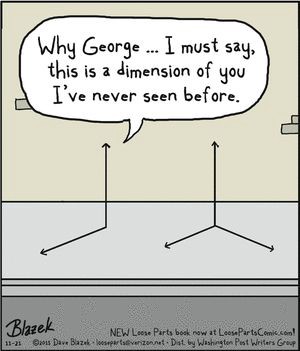 Why George ... I must say,
this is a dimension of you
I've never seen before.
Blazek
11-21
NEW Loose Parts book now at LoosePartsComic.com!
©2011 Dave Blazek • looseparts@verizon.net • Dist. by Washington Post Writers Group